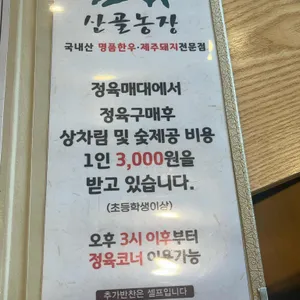 산골농장
국내산 명품한우·제주돼지전문점
정육매대에서
정육구매후
상차림 및 숯제공 비용
1인 3,000원을
받고 있습니다.
(초등학생이상)
오후 3시 이후부터
정육코너 이용가능
추가반찬은 셀프입니다